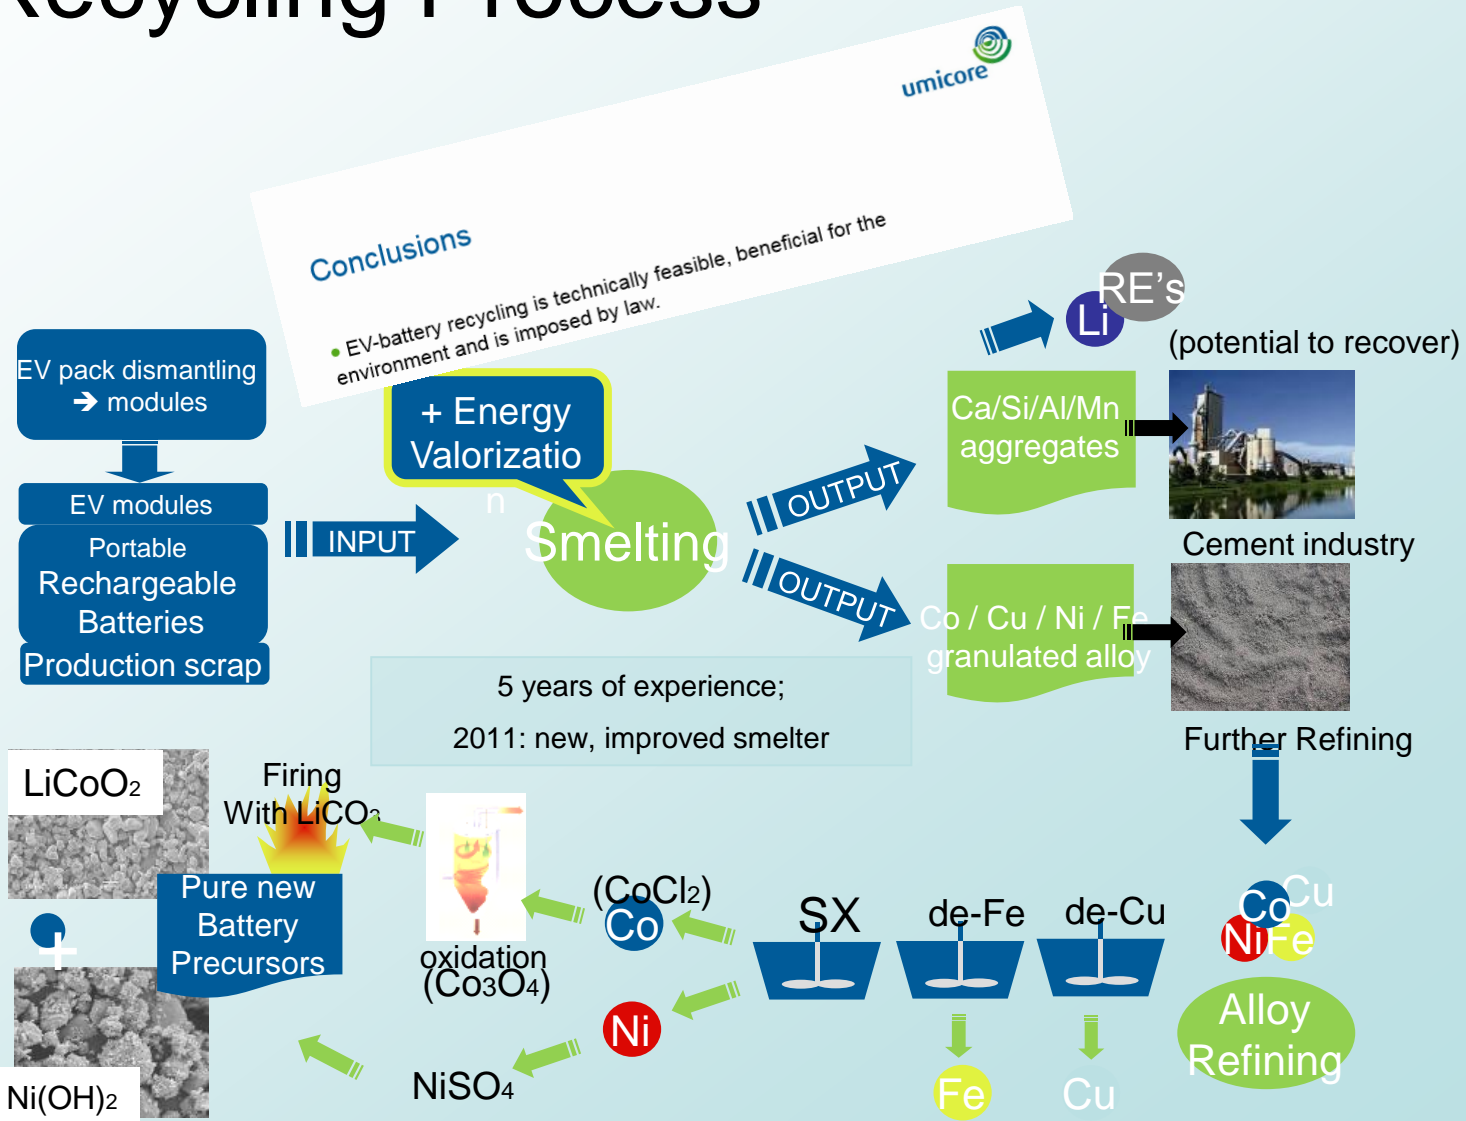 Recycling Process
umicore
Conclusions
• EV-battery recycling is technically feasible, beneficial for the
environment and is imposed by law.
RE's
Li
(potential to recover)
EV pack dismantling
➔ modules
EV modules
Portable
Rechargeable
Batteries
Production scrap
INPUT
+ Energy
Valorizatio
n
Smelting
OUTPUT
OUTPUT
Ca/Si/Al/Mn
aggregates
Cement industry
Co / Cu / Ni / Fe
granulated alloy
Further Refining
5 years of experience;
2011: new, improved smelter
LiCoO2
Firing
With LiCO3
Pure new
Battery
Precursors
+
Ni(OH)2
oxidation
(Co3O4)
(CoCl2)
Co
Ni
NiSO4
SX
de-Fe
de-Cu
Fe
Cu
Cu
Co
Ni
Fe
Alloy
Refining